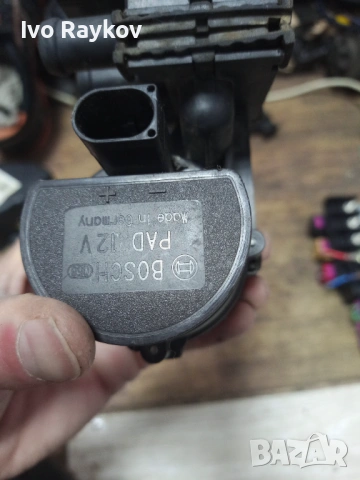 Ivo Raykov
+ −
Made in Germany
PAD 12 V
BOSCH
BAZAR